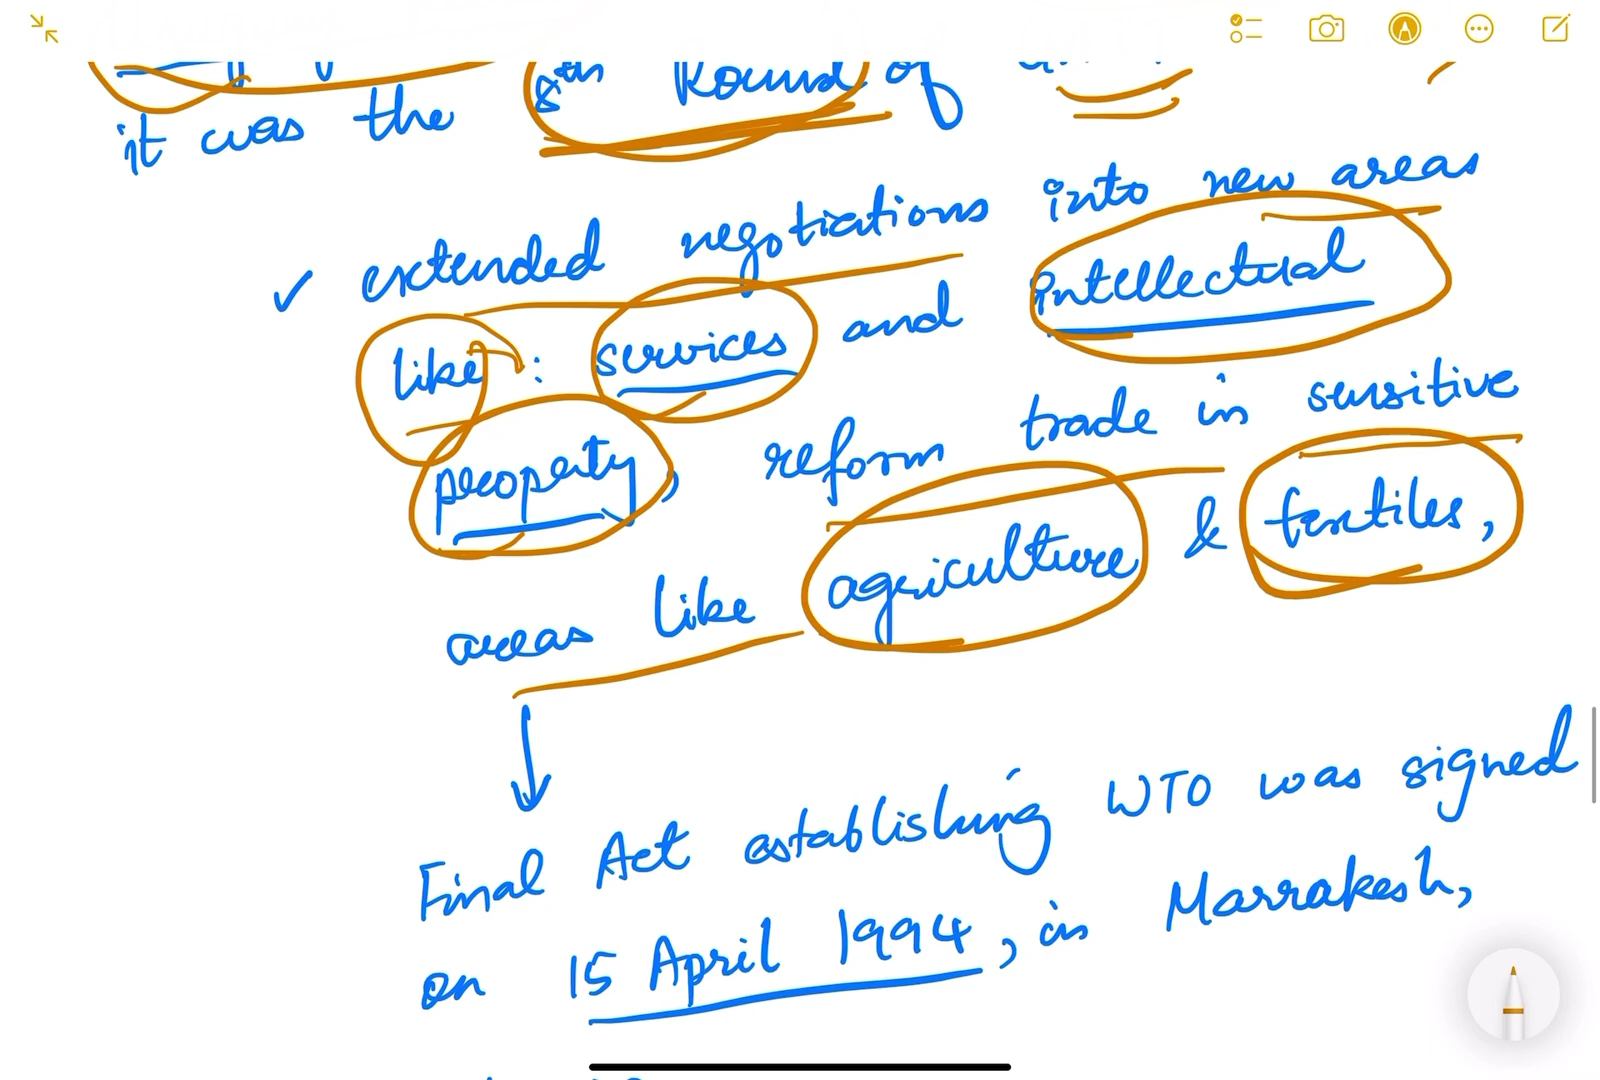 it was the 8th Round of
✓ extended negotiations into new areas
like : services and intellectual
property, reform trade in sensitive
areas like agriculture & textiles,
↓
Final Act establishing WTO was signed
on 15 April 1994, in Marrakesh,